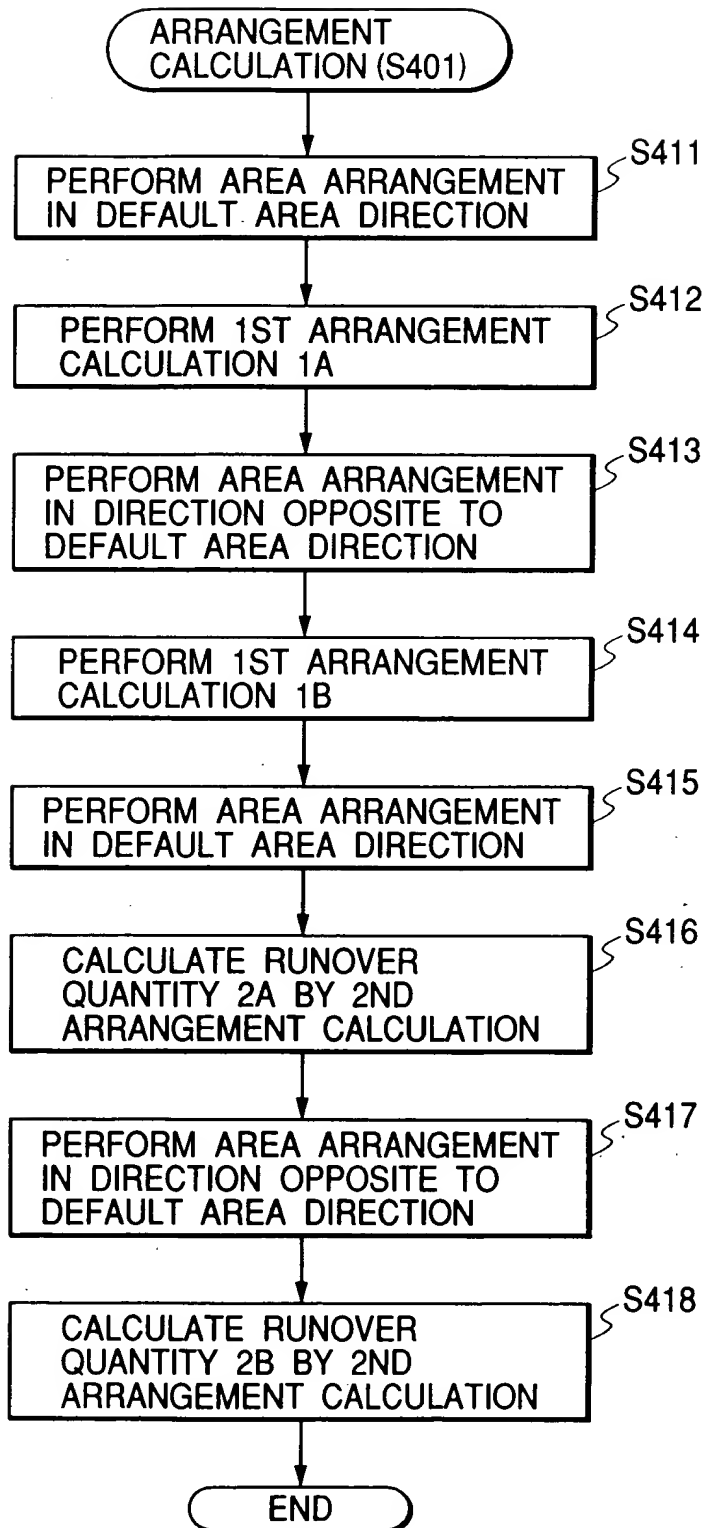 ARRANGEMENT
CALCULATION (S401)
S411
PERFORM AREA ARRANGEMENT
IN DEFAULT AREA DIRECTION
S412
PERFORM 1ST ARRANGEMENT
CALCULATION 1A
S413
PERFORM AREA ARRANGEMENT
IN DIRECTION OPPOSITE TO
DEFAULT AREA DIRECTION
S414
PERFORM 1ST ARRANGEMENT
CALCULATION 1B
S415
PERFORM AREA ARRANGEMENT
IN DEFAULT AREA DIRECTION
S416
CALCULATE RUNOVER
QUANTITY 2A BY 2ND
ARRANGEMENT CALCULATION
S417
PERFORM AREA ARRANGEMENT
IN DIRECTION OPPOSITE TO
DEFAULT AREA DIRECTION
S418
CALCULATE RUNOVER
QUANTITY 2B BY 2ND
ARRANGEMENT CALCULATION
END